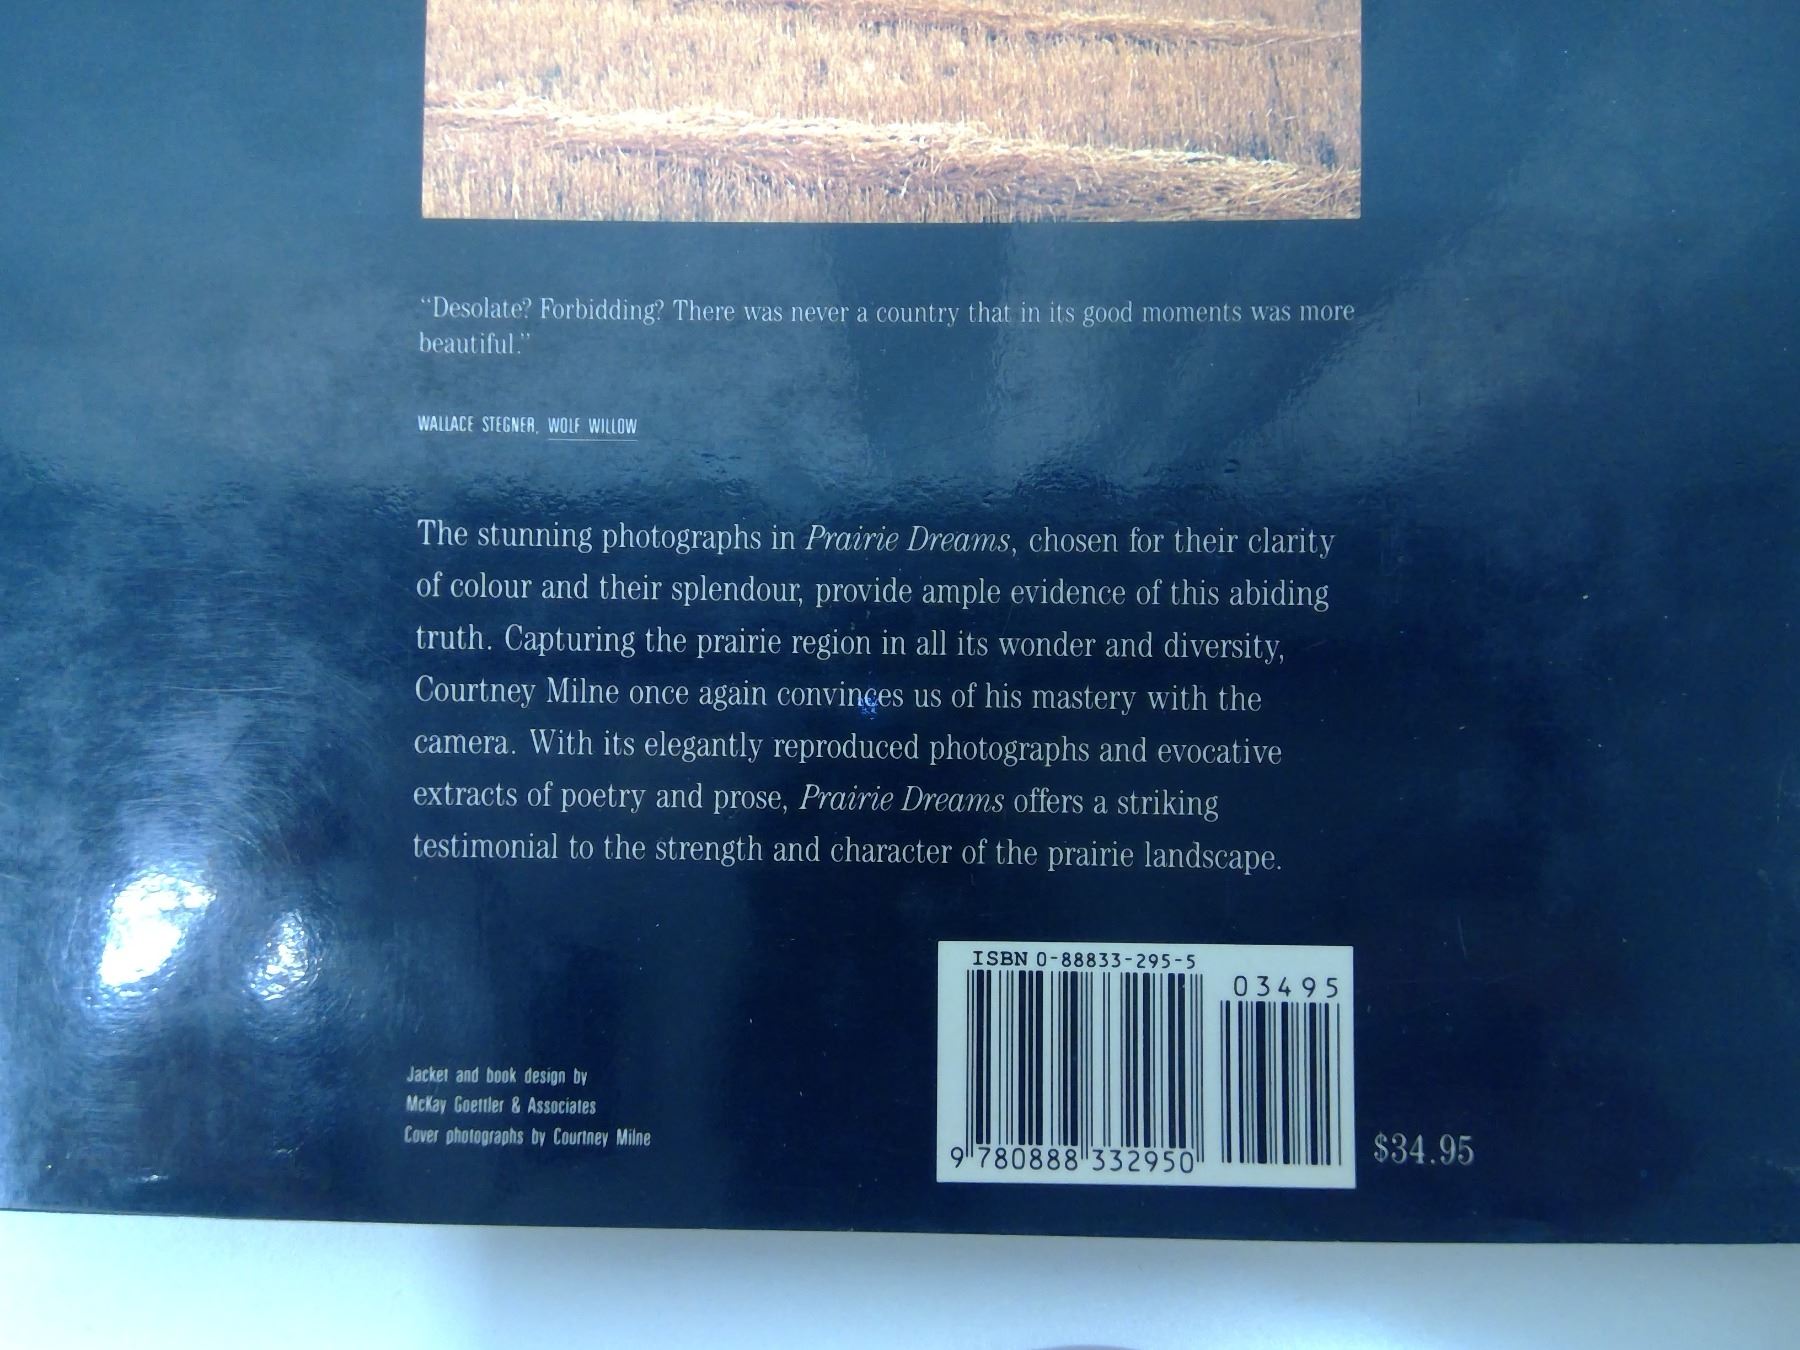 “Desolate? Forbidding? There was never a country that in its good moments was more
beautiful.”
WALLACE STEGNER, WOLF WILLOW
The stunning photographs in Prairie Dreams, chosen for their clarity
of colour and their splendour, provide ample evidence of this abiding
truth. Capturing the prairie region in all its wonder and diversity,
Courtney Milne once again convinces us of his mastery with the
camera. With its elegantly reproduced photographs and evocative
extracts of poetry and prose, Prairie Dreams offers a striking
testimonial to the strength and character of the prairie landscape.
Jacket and book design by
McKay Goettler & Associates
Cover photographs by Courtney Milne
ISBN 0-88833-295-5
03495
9 780888 332950
$34.95